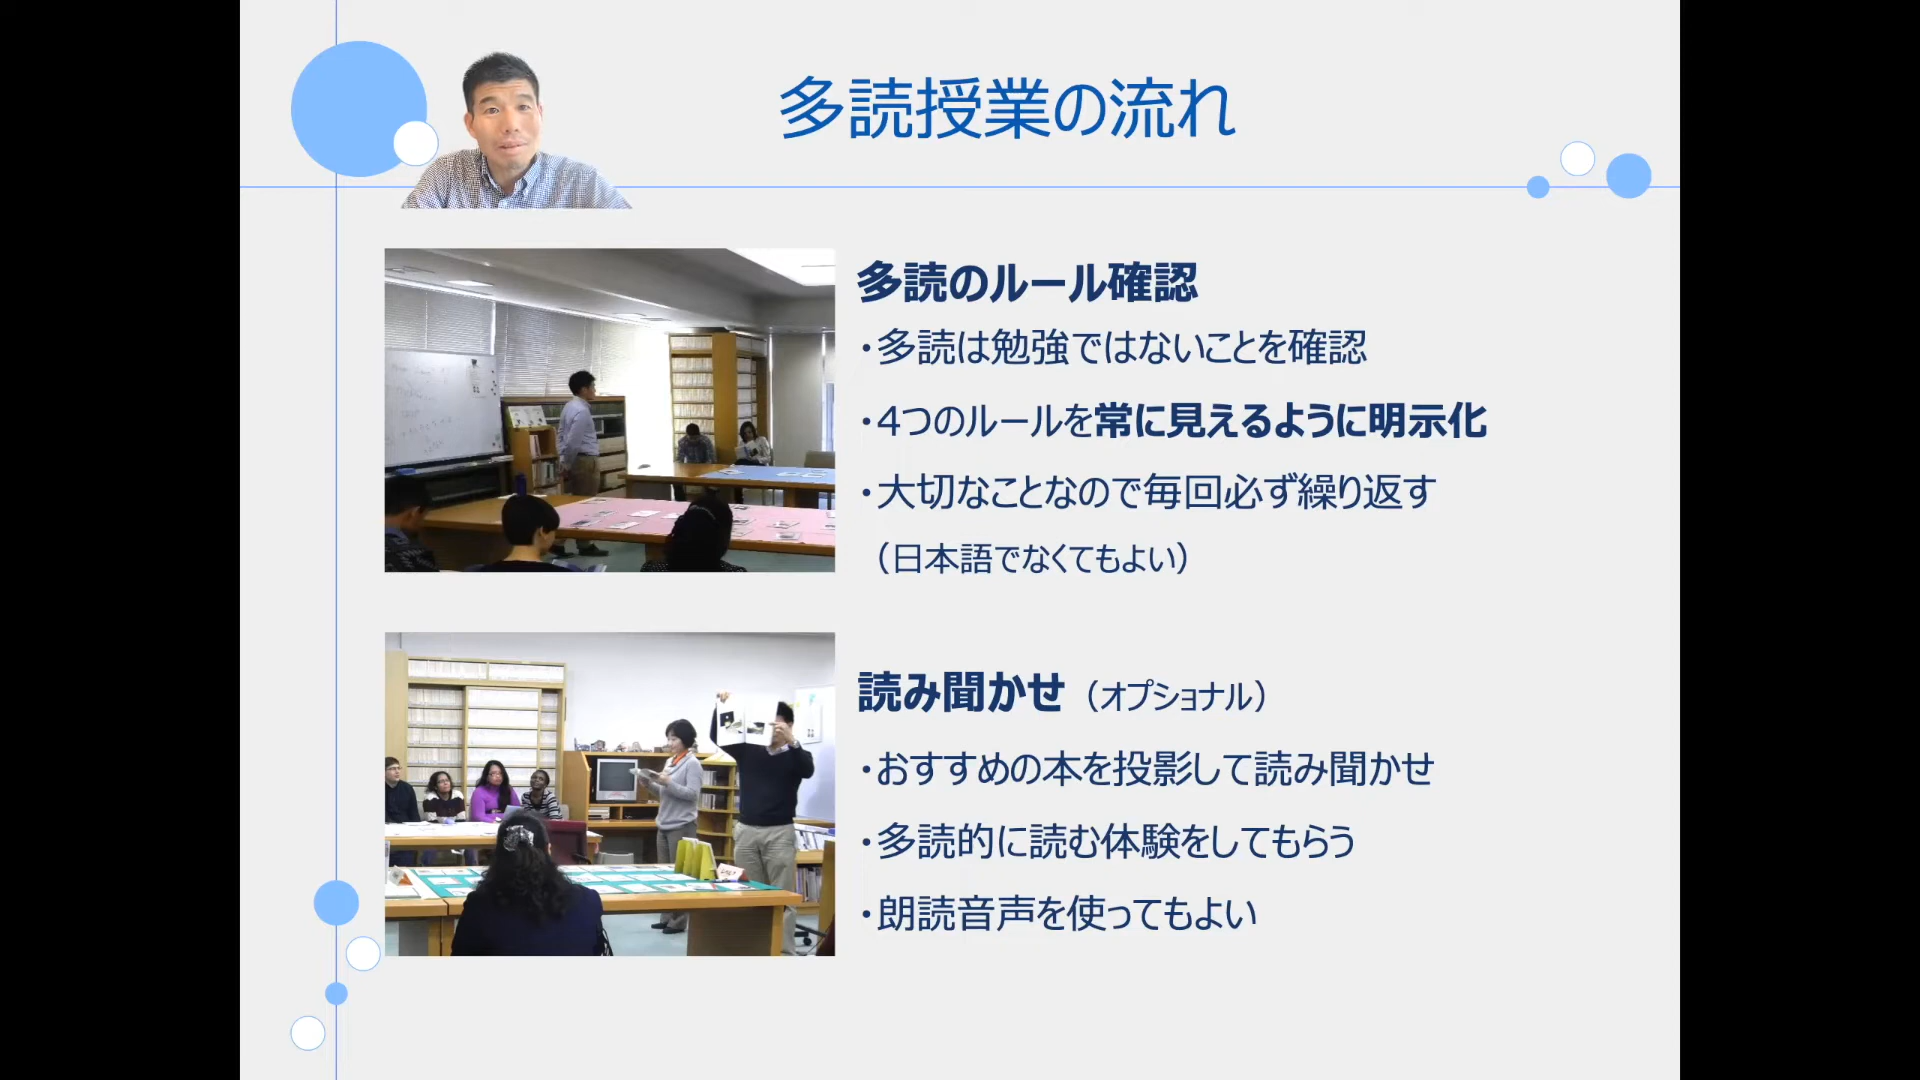 多読授業の流れ
多読のルール確認
・多読は勉強ではないことを確認
・4つのルールを常に見えるように明示化
・大切なことなので毎回必ず繰り返す
（日本語でなくてもよい）
読み聞かせ（オプショナル）
・おすすめの本を投影して読み聞かせ
・多読的に読む体験をしてもらう
・朗読音声を使ってもよい